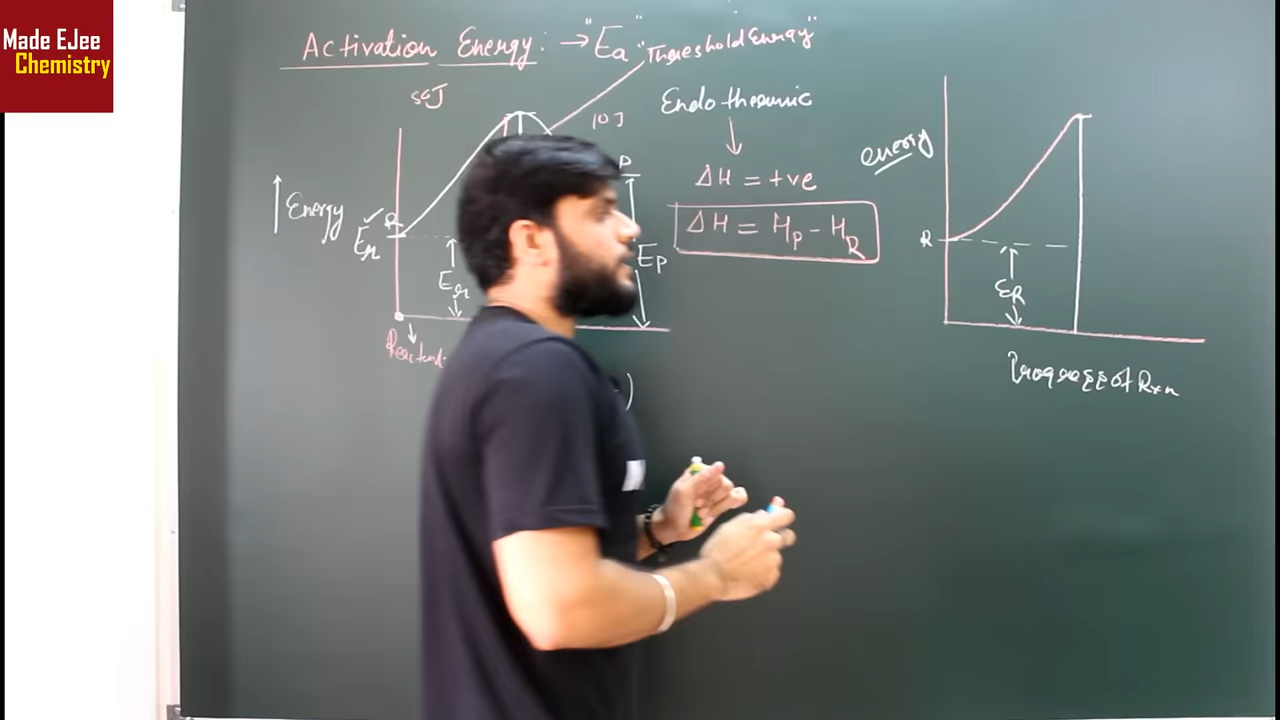 Made EJee
Chemistry
Activation Energy: → "Ea"
"Threshold Energy"
50J
10J
Endothermic
↓
ΔH = +ve
ΔH = Hp - HR
↑ Energy
R
Er
Er
P
Ep
Reactant
)
energy
R
ER
Progress of Rxn